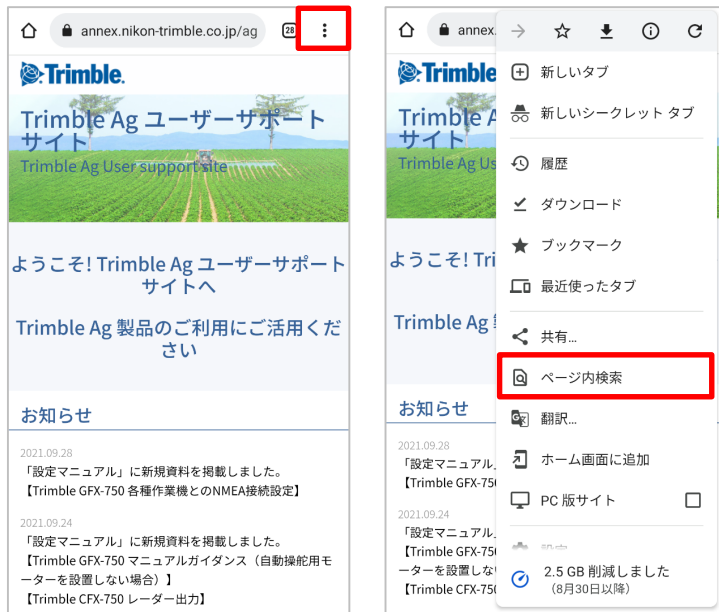 annex.nikon-trimble.co.jp/ag
28
Trimble.
Trimble Ag ユーザーサポート
サイト
Trimble Ag User support site
ようこそ! Trimble Ag ユーザーサポート
サイトへ
Trimble Ag 製品のご利用にご活用くだ
さい
お知らせ
2021.09.28
「設定マニュアル」に新規資料を掲載しました。
【Trimble GFX-750 各種作業機とのNMEA接続設定】
2021.09.24
「設定マニュアル」に新規資料を掲載しました。
【Trimble GFX-750 マニュアルガイダンス（自動操舵用モ
ーターを設置しない場合）】
【Trimble CFX-750 レーダー出力】
annex.
Trimble
Trimble A
サイト
Trimble Ag Us
ようこそ! Tri
Trimble Ag
お知らせ
2021.09.28
「設定マニュアル」
【Trimble GFX-750
2021.09.24
「設定マニュアル」
【Trimble GFX-750
ーターを設置しな
【Trimble CFX-750
新しいタブ
新しいシークレット タブ
履歴
ダウンロード
ブックマーク
最近使ったタブ
共有...
ページ内検索
翻訳...
ホーム画面に追加
PC 版サイト
設定
2.5 GB 削減しました
（8月30日以降）